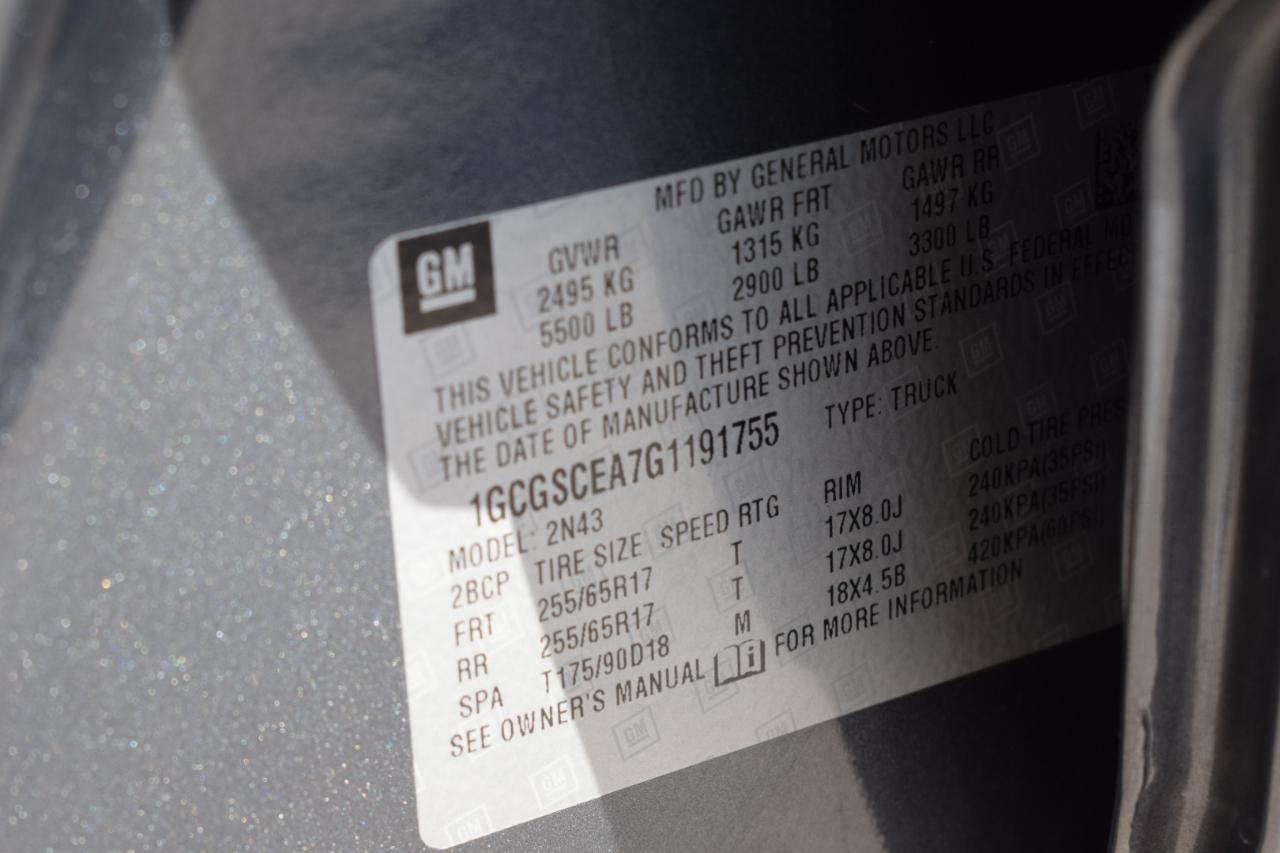 MFD BY GENERAL MOTORS LLC
GM
GVWR GAWR FRT GAWR RR
2495 KG 1315 KG 1497 KG
5500 LB 2900 LB 3300 LB
THIS VEHICLE CONFORMS TO ALL APPLICABLE U.S. FEDERAL MO
VEHICLE SAFETY AND THEFT PREVENTION STANDARDS IN EFFEC
THE DATE OF MANUFACTURE SHOWN ABOVE.
1GCGSCEA7G1191755 TYPE: TRUCK
MODEL: 2N43
2BCP TIRE SIZE SPEED RTG RIM COLD TIRE PRES
FRT 255/65R17 T 17X8.0J 240KPA(35PSI)
RR 255/65R17 T 17X8.0J 240KPA(35PSI)
SPA T175/90D18 M 18X4.5B 420KPA(60PSI)
SEE OWNER'S MANUAL FOR MORE INFORMATION